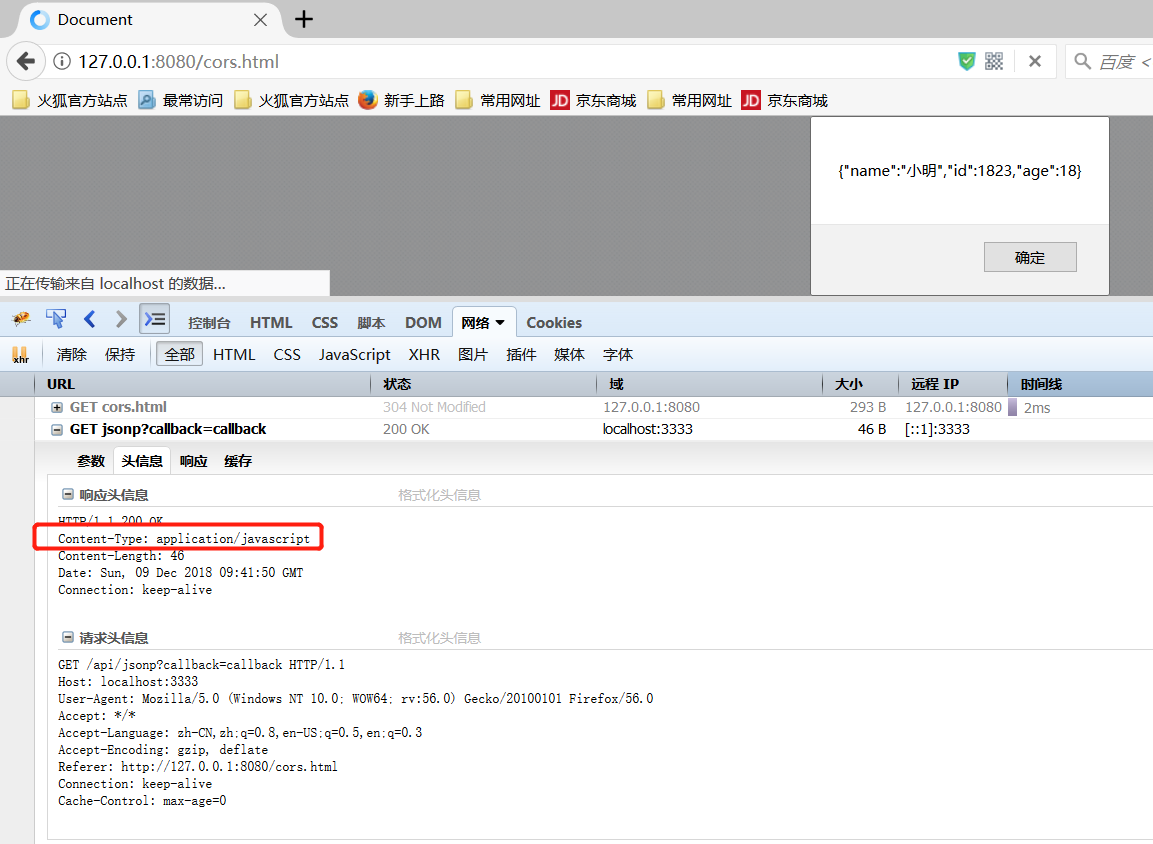 Document
127.0.0.1:8080/cors.html
百度 <
火狐官方站点 最常访问 火狐官方站点 新手上路 常用网址 JD 京东商城 常用网址 JD 京东商城
{"name":"小明","id":1823,"age":18}
确定
正在传输来自 localhost 的数据...
控制台 HTML CSS 脚本 DOM 网络 Cookies
xhr 清除 保持 全部 HTML CSS JavaScript XHR 图片 插件 媒体 字体
URL 状态 域 大小 远程 IP 时间线
GET cors.html 304 Not Modified 127.0.0.1:8080 293 B 127.0.0.1:8080 2ms
GET jsonp?callback=callback 200 OK localhost:3333 46 B [::1]:3333
参数 头信息 响应 缓存
响应头信息 格式化头信息
HTTP/1.1 200 OK
Content-Type: application/javascript
Content-Length: 46
Date: Sun, 09 Dec 2018 09:41:50 GMT
Connection: keep-alive
请求头信息 格式化头信息
GET /api/jsonp?callback=callback HTTP/1.1
Host: localhost:3333
User-Agent: Mozilla/5.0 (Windows NT 10.0; WOW64; rv:56.0) Gecko/20100101 Firefox/56.0
Accept: */*
Accept-Language: zh-CN,zh;q=0.8,en-US;q=0.5,en;q=0.3
Accept-Encoding: gzip, deflate
Referer: http://127.0.0.1:8080/cors.html
Connection: keep-alive
Cache-Control: max-age=0